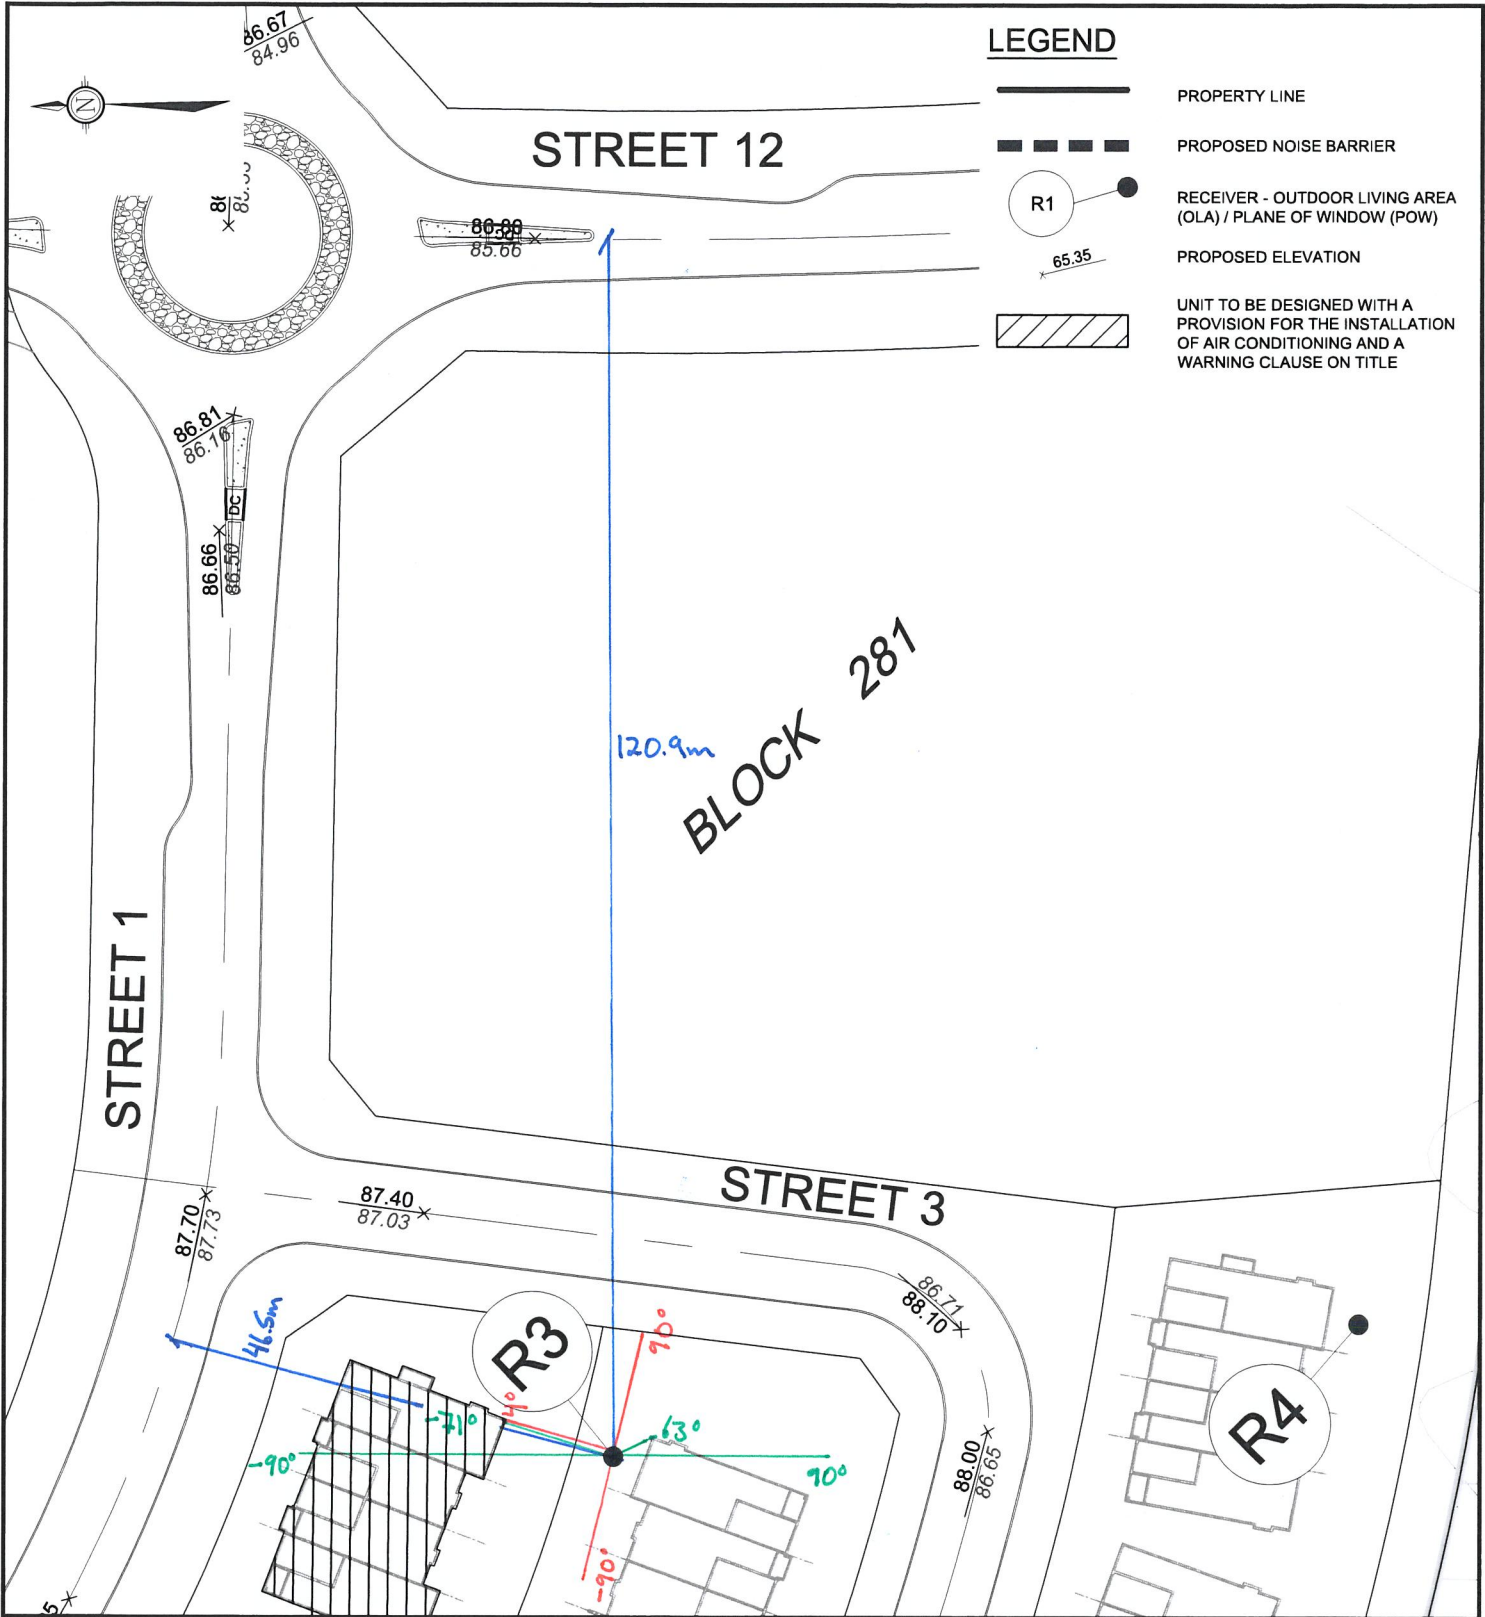 LEGEND
PROPERTY LINE
PROPOSED NOISE BARRIER
R1
RECEIVER - OUTDOOR LIVING AREA
(OLA) / PLANE OF WINDOW (POW)
65.35
PROPOSED ELEVATION
UNIT TO BE DESIGNED WITH A
PROVISION FOR THE INSTALLATION
OF AIR CONDITIONING AND A
WARNING CLAUSE ON TITLE
86.67
84.96
N
STREET 12
85.66
86.81
86.16
DC
86.66
86.50
120.9m
BLOCK 281
STREET 1
STREET 3
87.40
87.03
87.70
87.73
86.71
88.10
46.5m
R3
90°
4°
-71°
63°
-90°
90°
-90°
88.00
86.65
R4